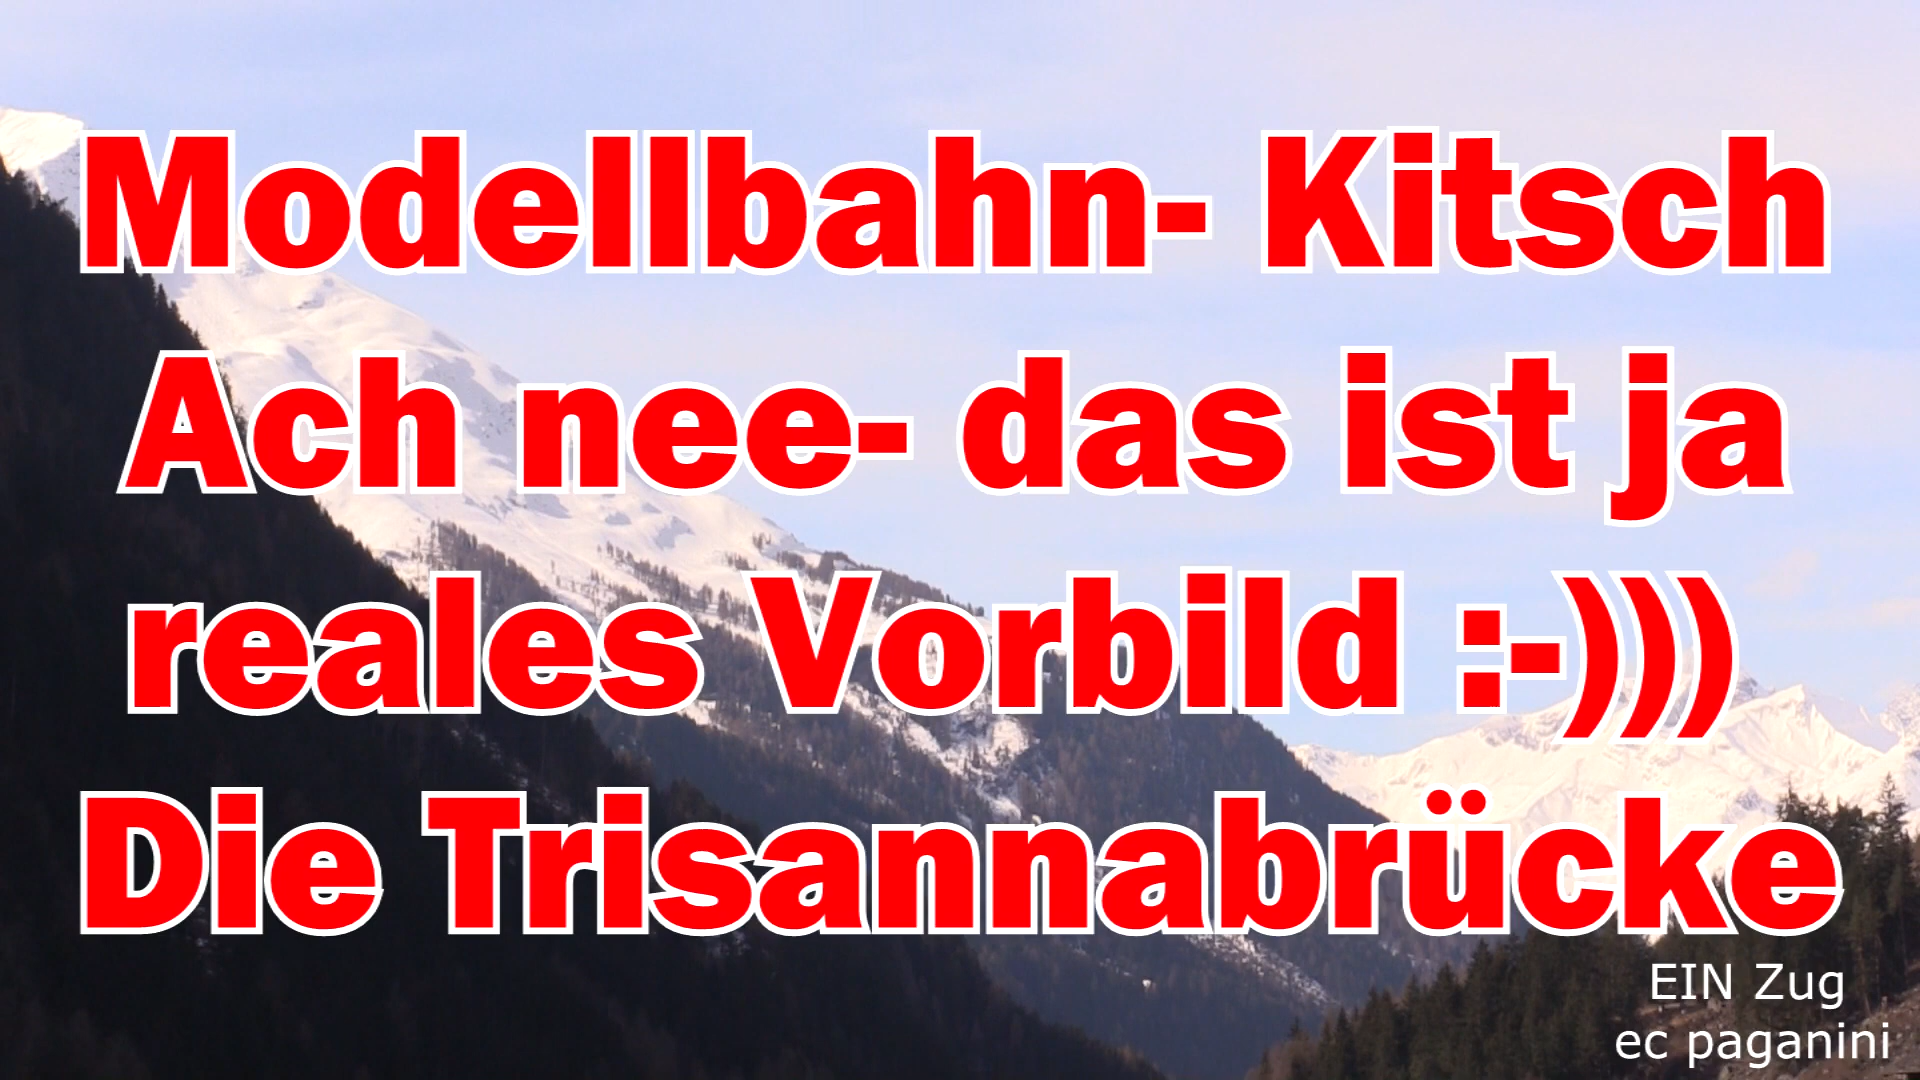 Modellbahn- Kitsch
Ach nee- das ist ja
reales Vorbild :-)))
Die Trisannabrücke
EIN Zug
ec paganini